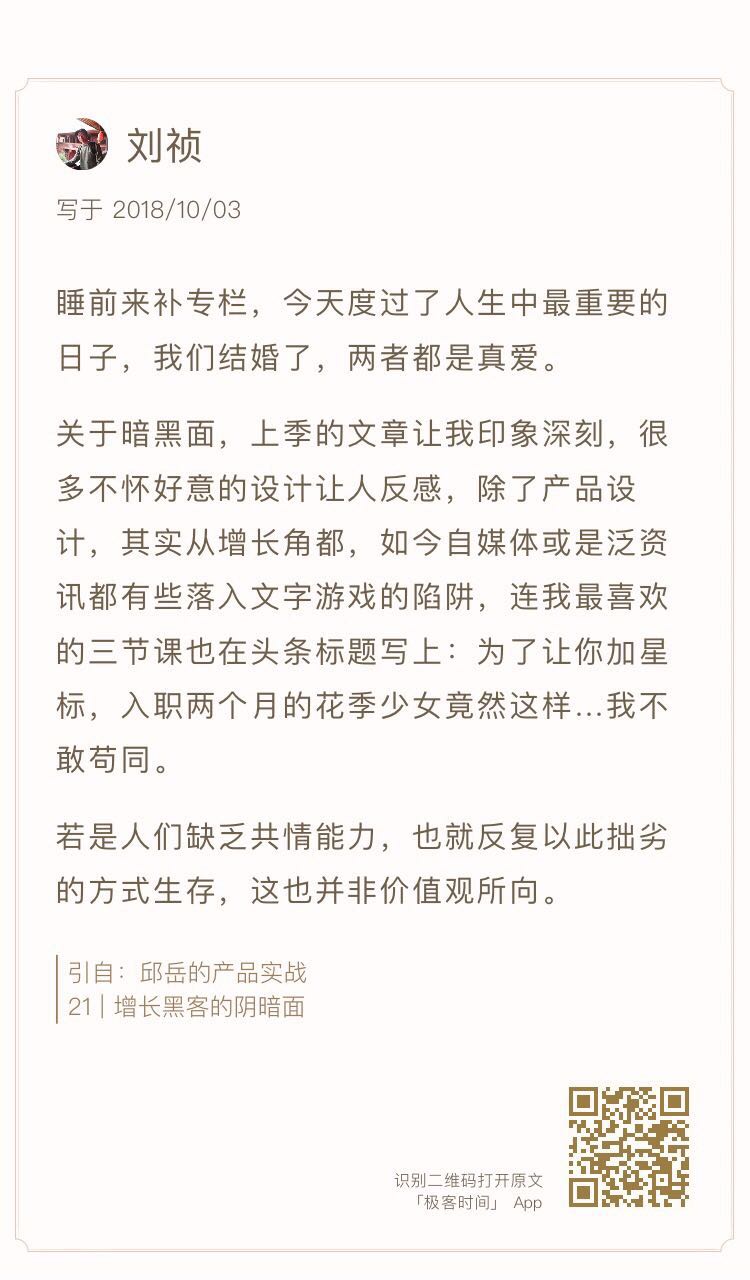 刘祯
写于 2018/10/03
睡前来补专栏，今天度过了人生中最重要的
日子，我们结婚了，两者都是真爱。
关于暗黑面，上季的文章让我印象深刻，很
多不怀好意的设计让人反感，除了产品设
计，其实从增长角都，如今自媒体或是泛资
讯都有些落入文字游戏的陷阱，连我最喜欢
的三节课也在头条标题写上：为了让你加星
标，入职两个月的花季少女竟然这样...我不
敢苟同。
若是人们缺乏共情能力，也就反复以此拙劣
的方式生存，这也并非价值观所向。
引自：邱岳的产品实战
21 | 增长黑客的阴暗面
识别二维码打开原文
「极客时间」 App